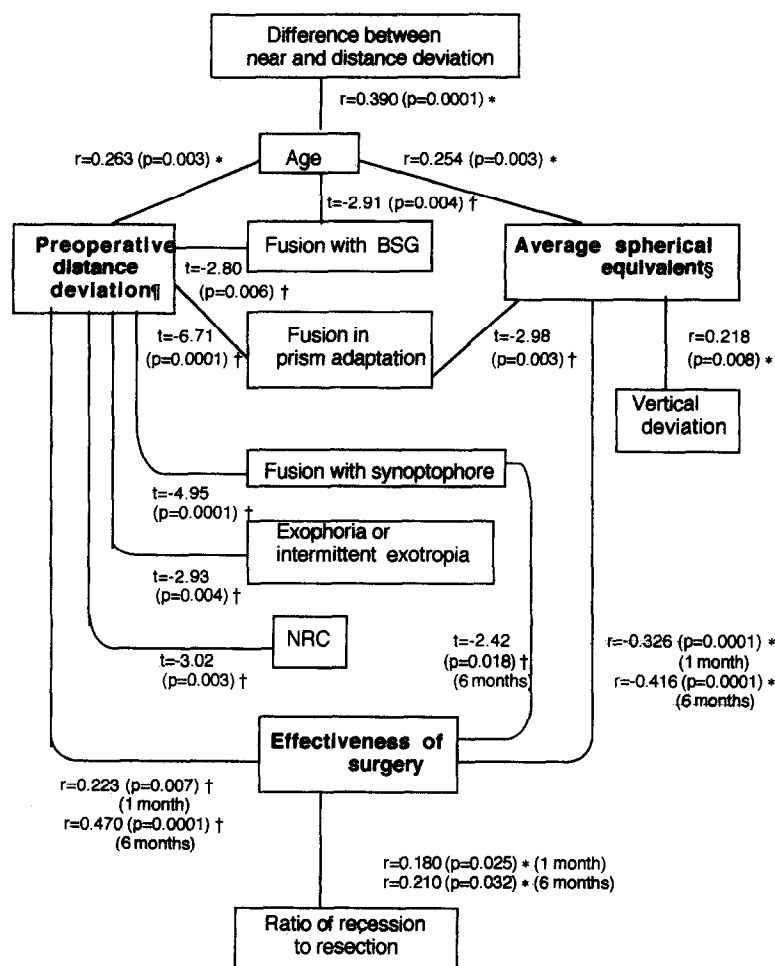 Difference between
near and distance deviation
r=0.390 (p=0.0001) *
r=0.263 (p=0.003) *
Age
r=0.254 (p=0.003) *
t=-2.91 (p=0.004) †
Preoperative
distance
deviation¶
Fusion with BSG
Average spherical
equivalent§
t=-2.80
(p=0.006) †
t=-6.71
(p=0.0001) †
Fusion in
prism adaptation
t=-2.98
(p=0.003) †
r=0.218
(p=0.008) *
Vertical
deviation
Fusion with synoptophore
t=-4.95
(p=0.0001) †
Exophoria or
intermittent exotropia
t=-2.93
(p=0.004) †
NRC
t=-3.02
(p=0.003) †
t=-2.42
(p=0.018) †
(6 months)
r=-0.326 (p=0.0001) *
(1 month)
r=-0.416 (p=0.0001) *
(6 months)
Effectiveness of
surgery
r=0.223 (p=0.007) †
(1 month)
r=0.470 (p=0.0001) †
(6 months)
r=0.180 (p=0.025) * (1 month)
r=0.210 (p=0.032) * (6 months)
Ratio of recession
to resection